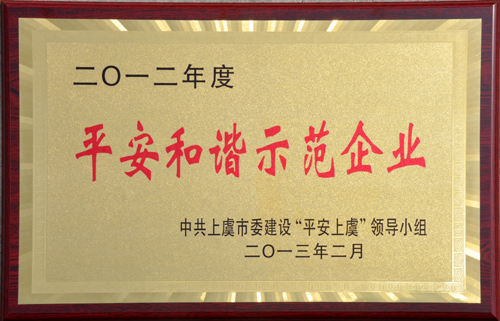 二〇一二年度
平安和谐示范企业
中共上虞市委建设“平安上虞”领导小组
二〇一三年二月